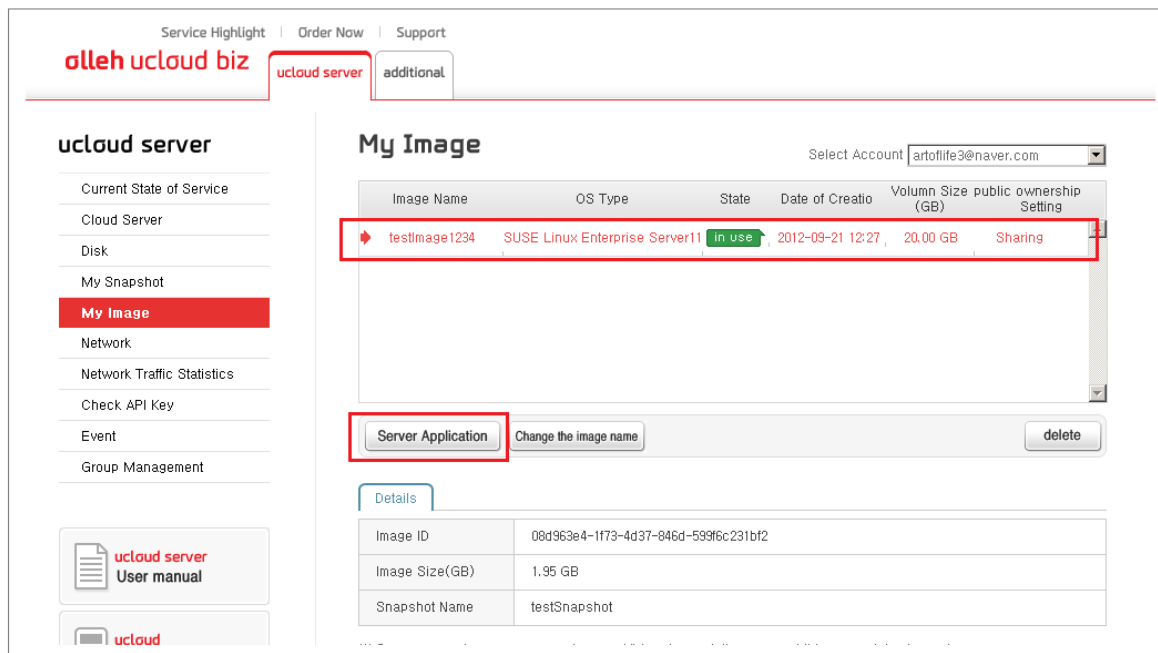 Service Highlight Order Now Support
olleh ucloud biz
ucloud server additional
ucloud server
Current State of Service
Cloud Server
Disk
My Snapshot
My Image
Network
Network Traffic Statistics
Check API Key
Event
Group Management
ucloud server
User manual
ucloud
My Image
Select Account artoflife3@naver.com
Image Name OS Type State Date of Creatio Volumn Size (GB) public ownership Setting
testImage1234 SUSE Linux Enterprise Server11 in use 2012-09-21 12:27 20.00 GB Sharing
Server Application Change the image name delete
Details
Image ID 08d963e4-1f73-4d37-846d-599f6c231bf2
Image Size(GB) 1.95 GB
Snapshot Name testSnapshot